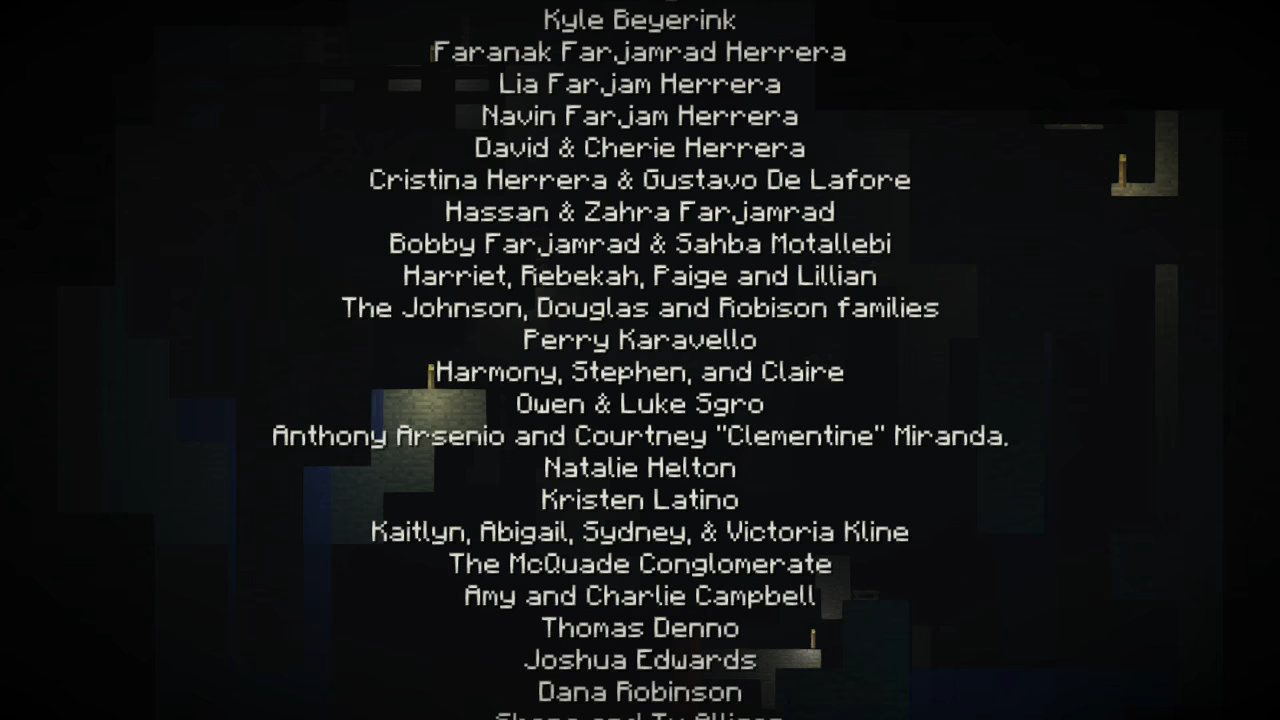 Kyle Beyerink
Faranak Farjamrad Herrera
Lia Farjam Herrera
Navin Farjam Herrera
David & Cherie Herrera
Cristina Herrera & Gustavo De Lafore
Hassan & Zahra Farjamrad
Bobby Farjamrad & Sahba Motallebi
Harriet, Rebekah, Paige and Lillian
The Johnson, Douglas and Robison families
Perry Karavello
Harmony, Stephen, and Claire
Owen & Luke Sgro
Anthony Arsenio and Courtney "Clementine" Miranda.
Natalie Helton
Kristen Latino
Kaitlyn, Abigail, Sydney, & Victoria Kline
The McQuade Conglomerate
Amy and Charlie Campbell
Thomas Denno
Joshua Edwards
Dana Robinson